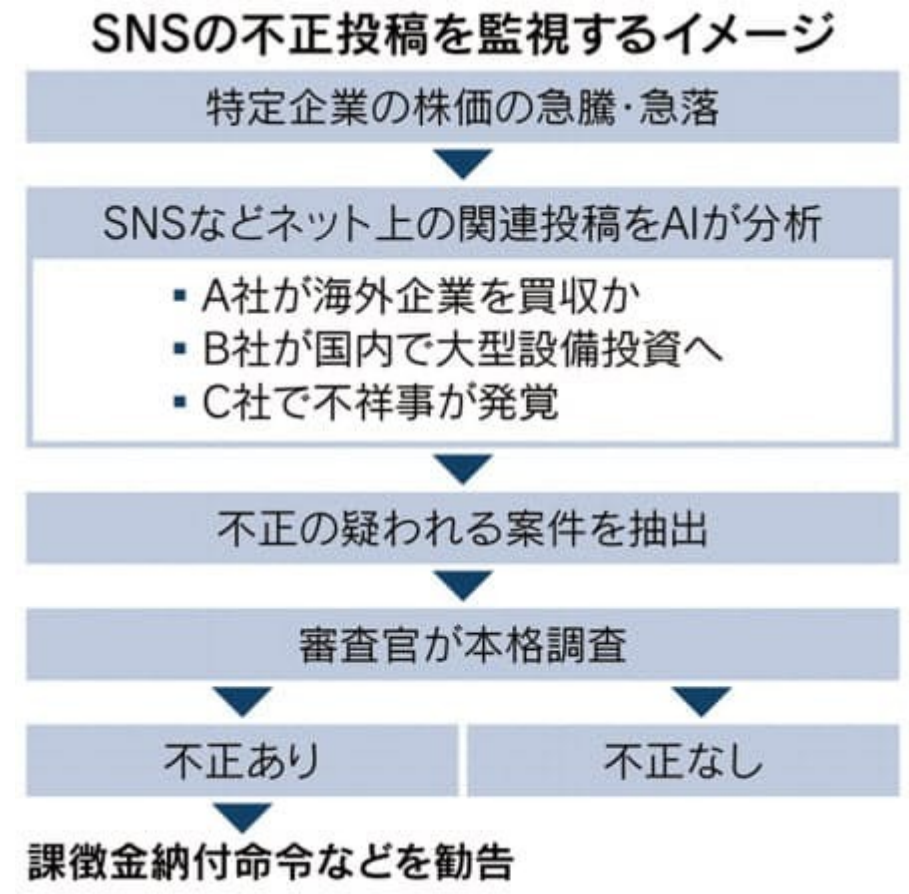 SNSの不正投稿を監視するイメージ
特定企業の株価の急騰・急落
SNSなどネット上の関連投稿をAIが分析
▪ A社が海外企業を買収か
▪ B社が国内で大型設備投資へ
▪ C社で不祥事が発覚
不正の疑われる案件を抽出
審査官が本格調査
不正あり
不正なし
課徴金納付命令などを勧告